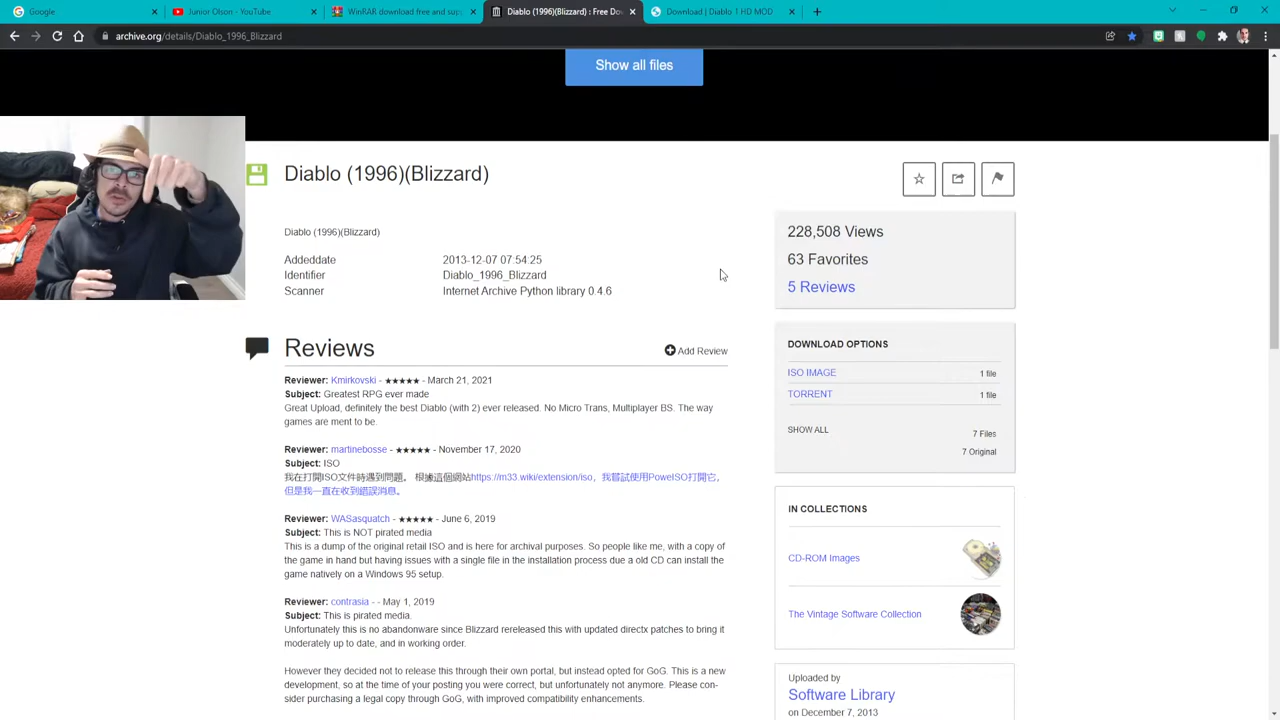 Google
Junior Olson - YouTube
WinRAR download free and sup
Diablo (1996)(Blizzard) : Free Do
Download | Diablo 1 HD MOD
archive.org/details/Diablo_1996_Blizzard
Show all files
Diablo (1996)(Blizzard)
228,508 Views
63 Favorites
5 Reviews
Diablo (1996)(Blizzard)
Addeddate 2013-12-07 07:54:25
Identifier Diablo_1996_Blizzard
Scanner Internet Archive Python library 0.4.6
Reviews
Add Review
Reviewer: Kmirkovski - ★★★★★ - March 21, 2021
Subject: Greatest RPG ever made
Great Upload, definitely the best Diablo (with 2) ever released. No Micro Trans, Multiplayer BS. The way
games are ment to be.
Reviewer: martinebosse - ★★★★★ - November 17, 2020
Subject: ISO
我在打開ISO文件時遇到問題。 根據這個網站https://m33.wiki/extension/iso，我嘗試使用PoweISO打開它，
但是我一直在收到錯誤消息。
Reviewer: WASasquatch - ★★★★★ - June 6, 2019
Subject: This is NOT pirated media
This is a dump of the original retail ISO and is here for archival purposes. So people like me, with a copy of
the game in hand but having issues with a single file in the installation process due a old CD can install the
game natively on a Windows 95 setup.
Reviewer: contrasia - - May 1, 2019
Subject: This is pirated media.
Unfortunately this is no abandonware since Blizzard rereleased this with updated directx patches to bring it
moderately up to date, and in working order.
However they decided not to release this through their own portal, but instead opted for GoG. This is a new
development, so at the time of your posting you were correct, but unfortunately not anymore. Please con-
sider purchasing a legal copy through GoG, with improved compatibility enhancements.
DOWNLOAD OPTIONS
ISO IMAGE 1 file
TORRENT 1 file
SHOW ALL 7 Files
7 Original
IN COLLECTIONS
CD-ROM Images
The Vintage Software Collection
Uploaded by
Software Library
on December 7, 2013